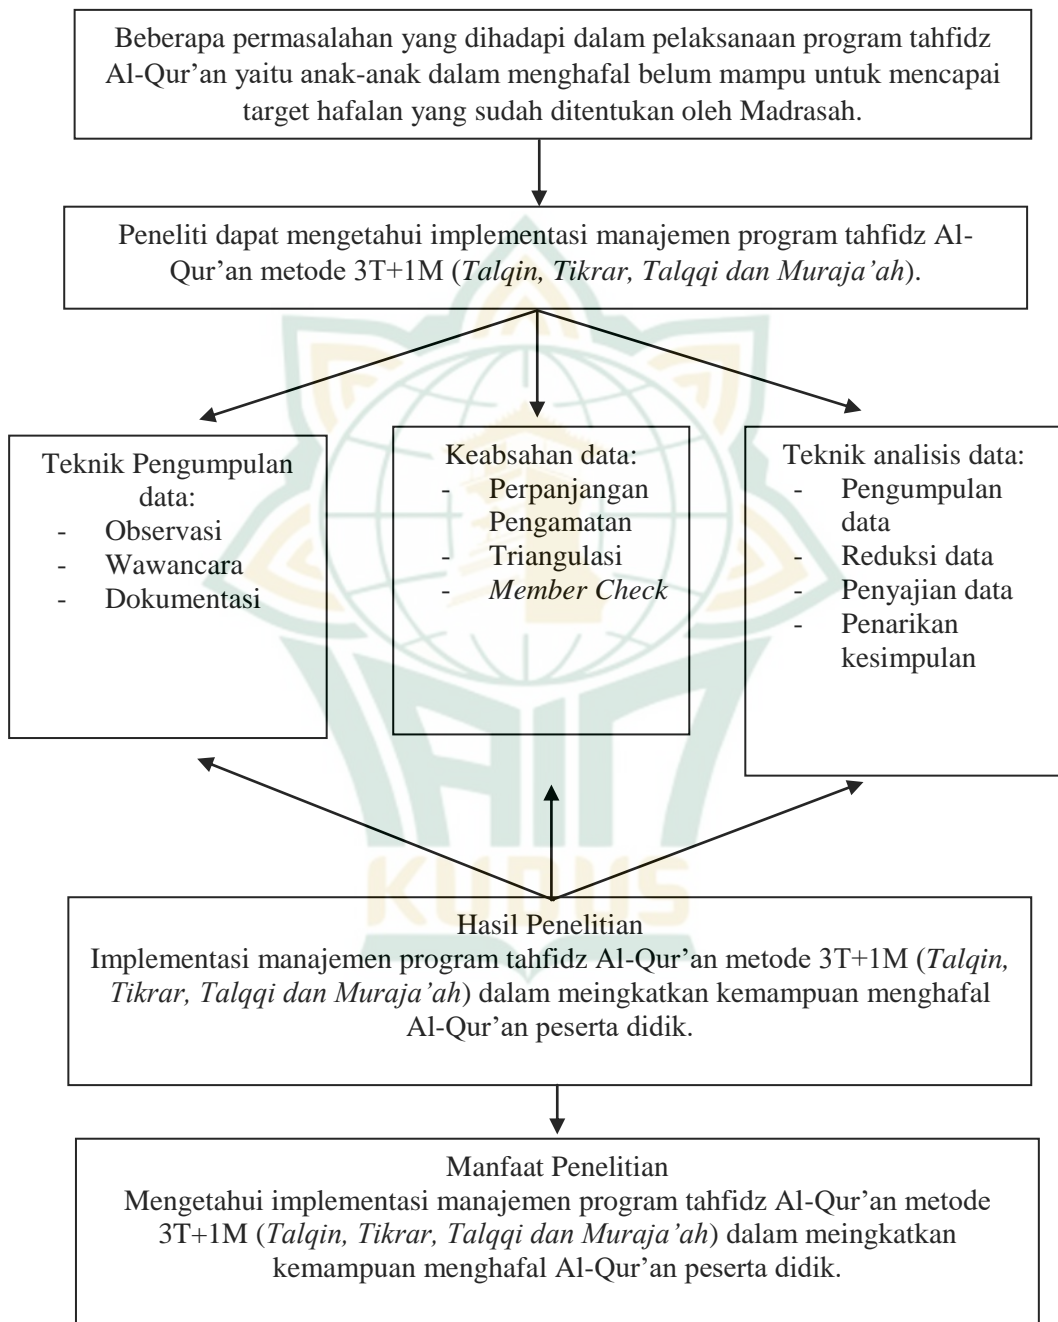 Beberapa permasalahan yang dihadapi dalam pelaksanaan program tahfidz
Al-Qur’an yaitu anak-anak dalam menghafal belum mampu untuk mencapai
target hafalan yang sudah ditentukan oleh Madrasah.
Peneliti dapat mengetahui implementasi manajemen program tahfidz Al-
Qur’an metode 3T+1M (Talqin, Tikrar, Talqqi dan Muraja’ah).
Teknik Pengumpulan
data:
- Observasi
- Wawancara
- Dokumentasi
Keabsahan data:
- Perpanjangan
Pengamatan
- Triangulasi
- Member Check
Teknik analisis data:
- Pengumpulan
data
- Reduksi data
- Penyajian data
- Penarikan
kesimpulan
IAIN
KUDUS
Hasil Penelitian
Implementasi manajemen program tahfidz Al-Qur’an metode 3T+1M (Talqin,
Tikrar, Talqqi dan Muraja’ah) dalam meingkatkan kemampuan menghafal
Al-Qur’an peserta didik.
Manfaat Penelitian
Mengetahui implementasi manajemen program tahfidz Al-Qur’an metode
3T+1M (Talqin, Tikrar, Talqqi dan Muraja’ah) dalam meingkatkan
kemampuan menghafal Al-Qur’an peserta didik.